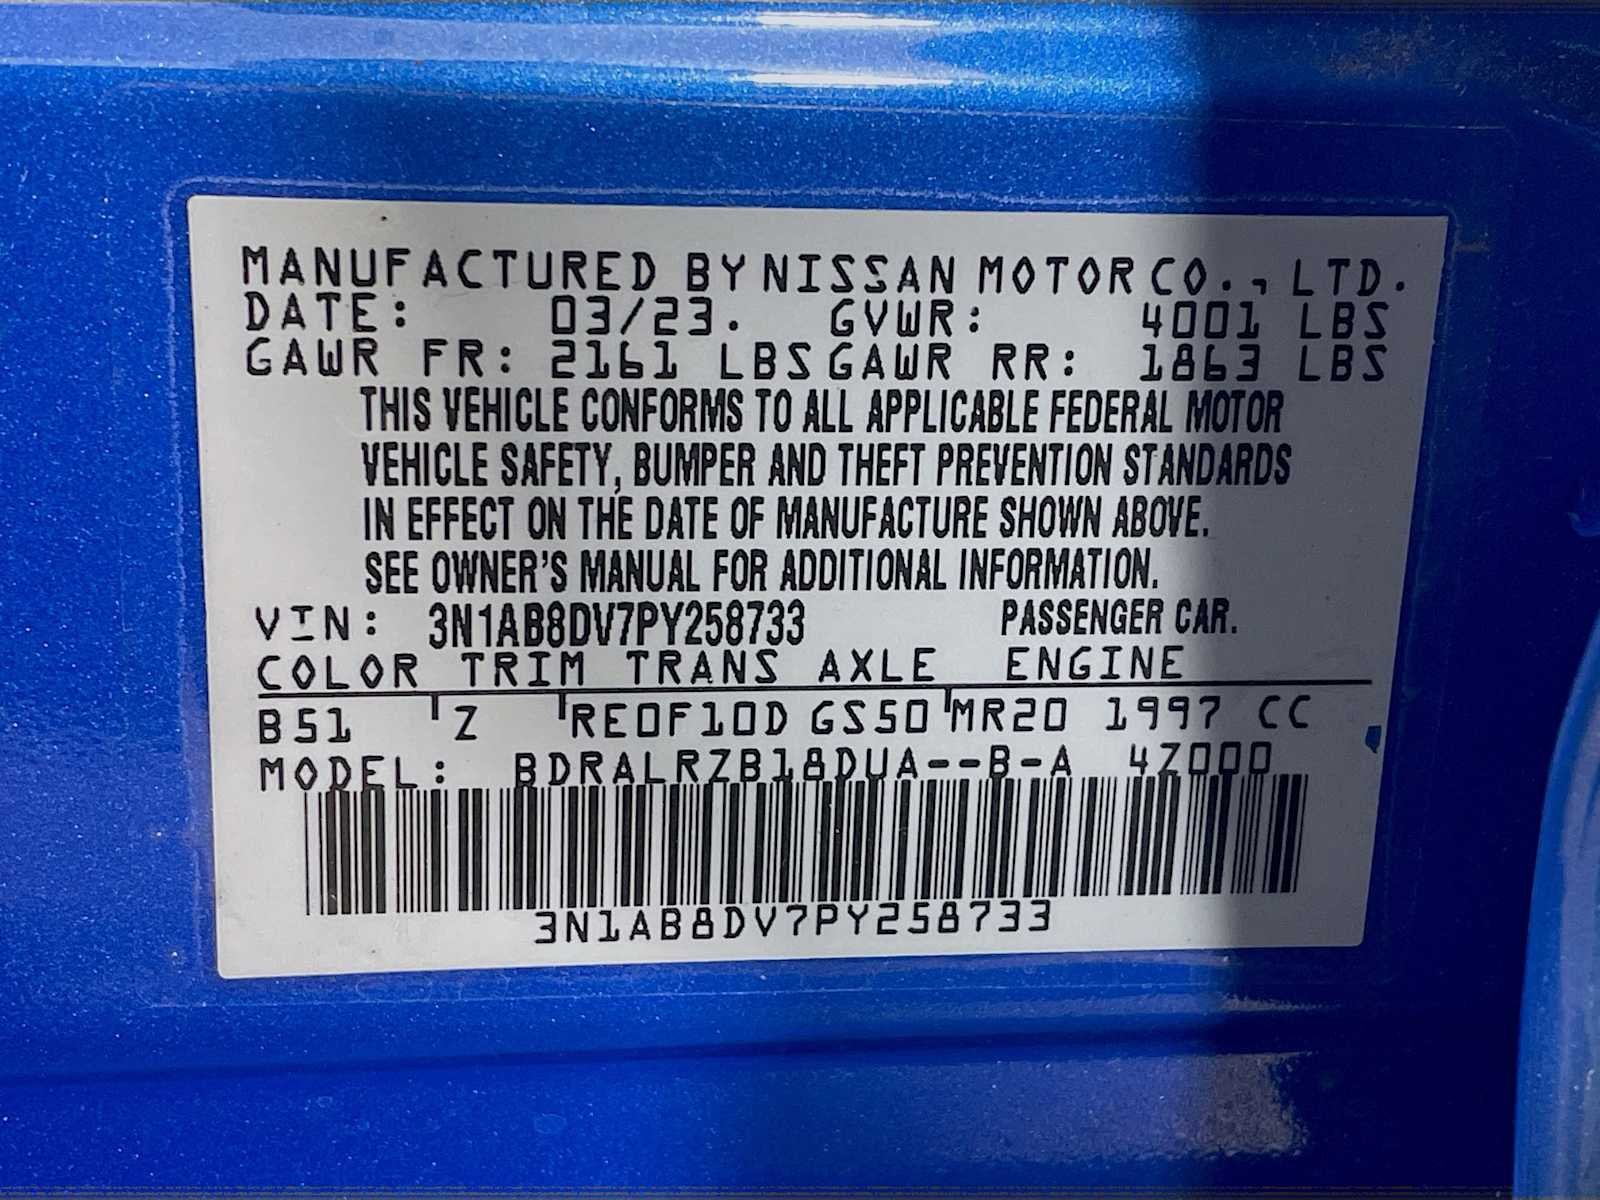 MANUFACTURED BY NISSAN MOTOR CO., LTD.
DATE: 03/23. GVWR: 4001 LBS
GAWR FR: 2161 LBS GAWR RR: 1863 LBS
THIS VEHICLE CONFORMS TO ALL APPLICABLE FEDERAL MOTOR
VEHICLE SAFETY, BUMPER AND THEFT PREVENTION STANDARDS
IN EFFECT ON THE DATE OF MANUFACTURE SHOWN ABOVE.
SEE OWNER'S MANUAL FOR ADDITIONAL INFORMATION.
VIN: 3N1AB8DV7PY258733 PASSENGER CAR.
COLOR TRIM TRANS AXLE ENGINE
B51 Z RE0F10D GS50 MR20 1997 CC
MODEL: BDRALRZB18DUA--B-A 4Z000
3N1AB8DV7PY258733